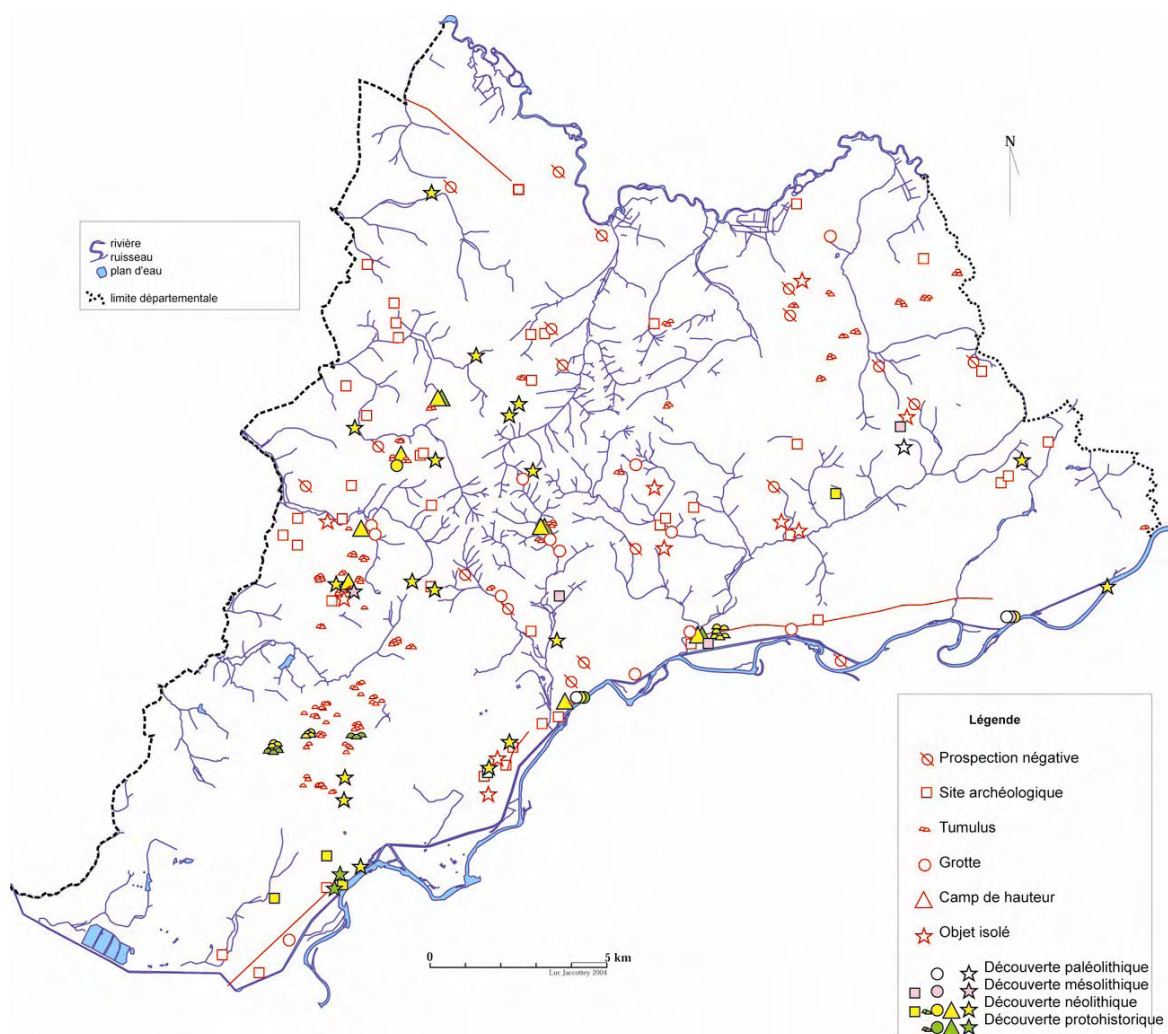 N
rivière
ruisseau
plan d'eau
limite départementale
0 5 km
Luc Jaccottey 2004
Légende
Prospection négative
Site archéologique
Tumulus
Grotte
Camp de hauteur
Objet isolé
Découverte paléolithique
Découverte mésolithique
Découverte néolithique
Découverte protohistorique